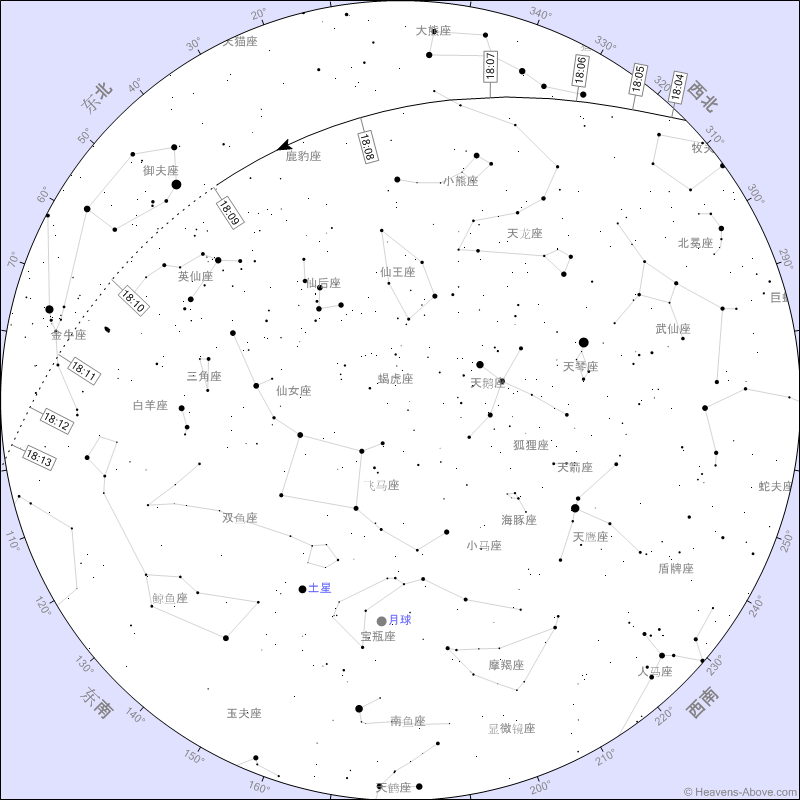 340°
大熊座
30°
天猫座
330°
18:07
18:06
18:05
320°
18:04
西北
东北
40°
310°
50°
牧夫
18:08
鹿豹座
御夫座
小熊座
60°
300°
18:09
天龙座
北冕座
70°
290°
英仙座
仙后座
仙王座
18:10
巨蛇
金牛座
武仙座
18:11
三角座
仙女座
蝎虎座
天鹅座
天琴座
白羊座
18:12
狐狸座
18:13
天箭座
飞马座
蛇夫座
双鱼座
海豚座
110°
小马座
天鹰座
250°
盾牌座
土星
鲸鱼座
120°
月球
240°
宝瓶座
130°
摩羯座
人马座
230°
东南
140°
玉夫座
南鱼座
显微镜座
220°
西南
150°
210°
160°
天鹤座
200°
© Heavens-Above.com